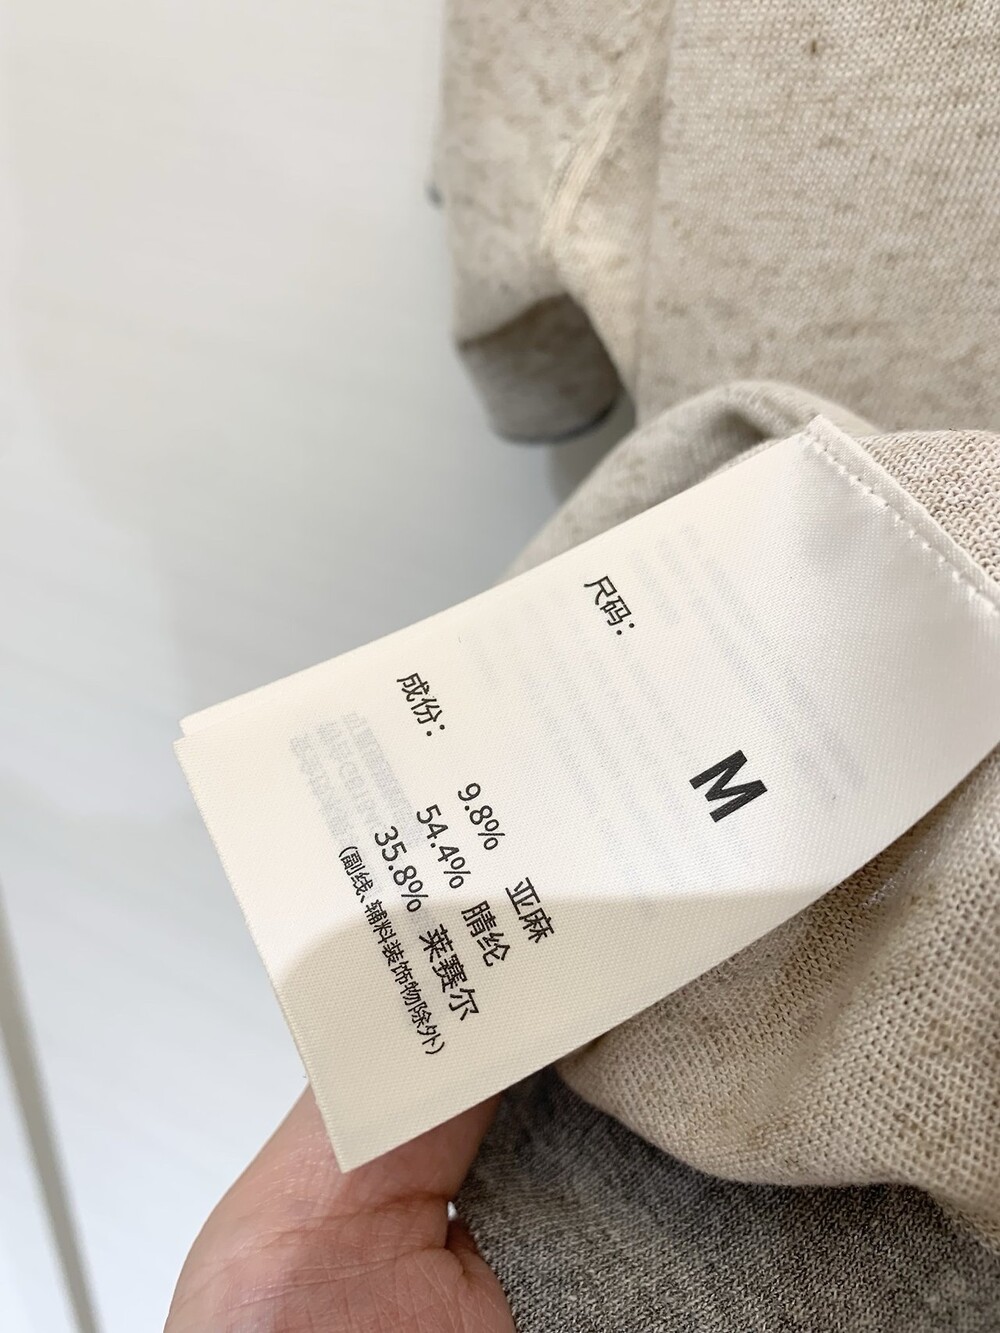 尺码：
M
成份：
9.8% 亚麻
54.4% 腈纶
35.8% 莱赛尔
(副线、辅料装饰物除外)